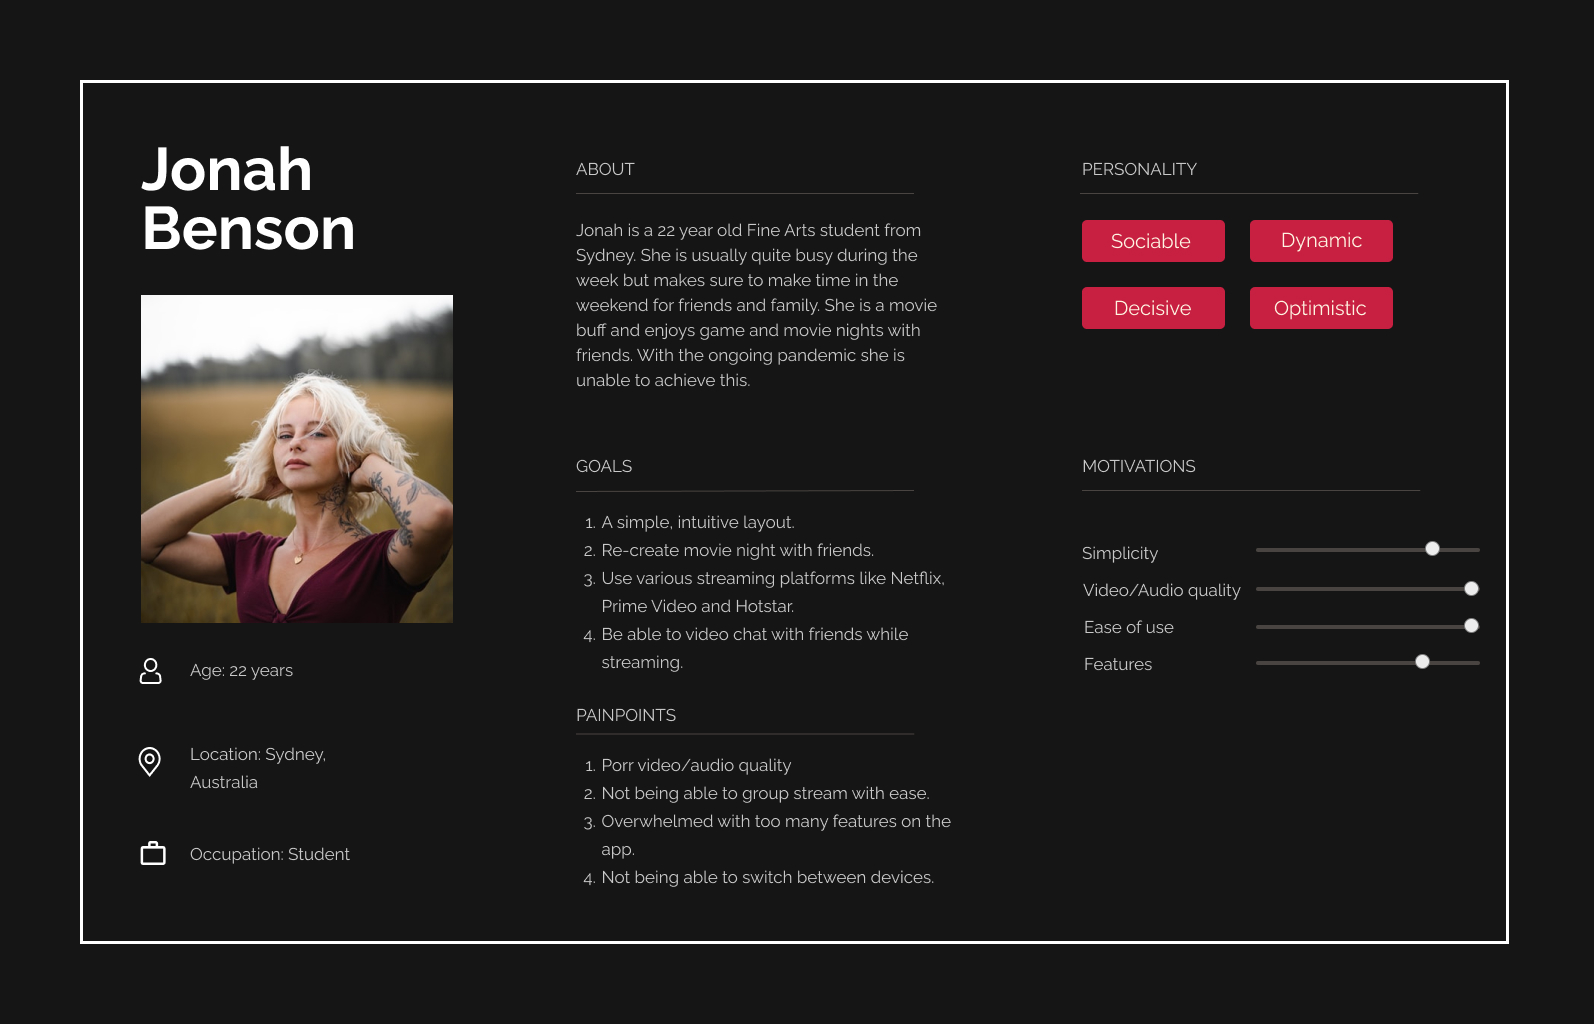 Jonah
Benson
Age: 22 years
Location: Sydney,
Australia
Occupation: Student
ABOUT
Jonah is a 22 year old Fine Arts student from
Sydney. She is usually quite busy during the
week but makes sure to make time in the
weekend for friends and family. She is a movie
buff and enjoys game and movie nights with
friends. With the ongoing pandemic she is
unable to achieve this.
GOALS
1. A simple, intuitive layout.
2. Re-create movie night with friends.
3. Use various streaming platforms like Netflix,
Prime Video and Hotstar.
4. Be able to video chat with friends while
streaming.
PAINPOINTS
1. Porr video/audio quality
2. Not being able to group stream with ease.
3. Overwhelmed with too many features on the
app.
4. Not being able to switch between devices.
PERSONALITY
Sociable Dynamic
Decisive Optimistic
MOTIVATIONS
Simplicity
Video/Audio quality
Ease of use
Features